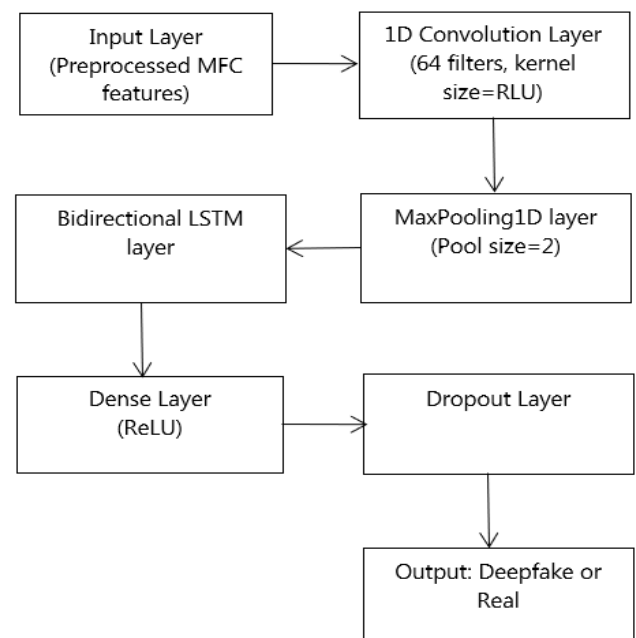 Input Layer
(Preprocessed MFC
features)
1D Convolution Layer
(64 filters, kernel
size=RLU)
MaxPooling1D layer
(Pool size=2)
Bidirectional LSTM
layer
Dense Layer
(ReLU)
Dropout Layer
Output: Deepfake or
Real